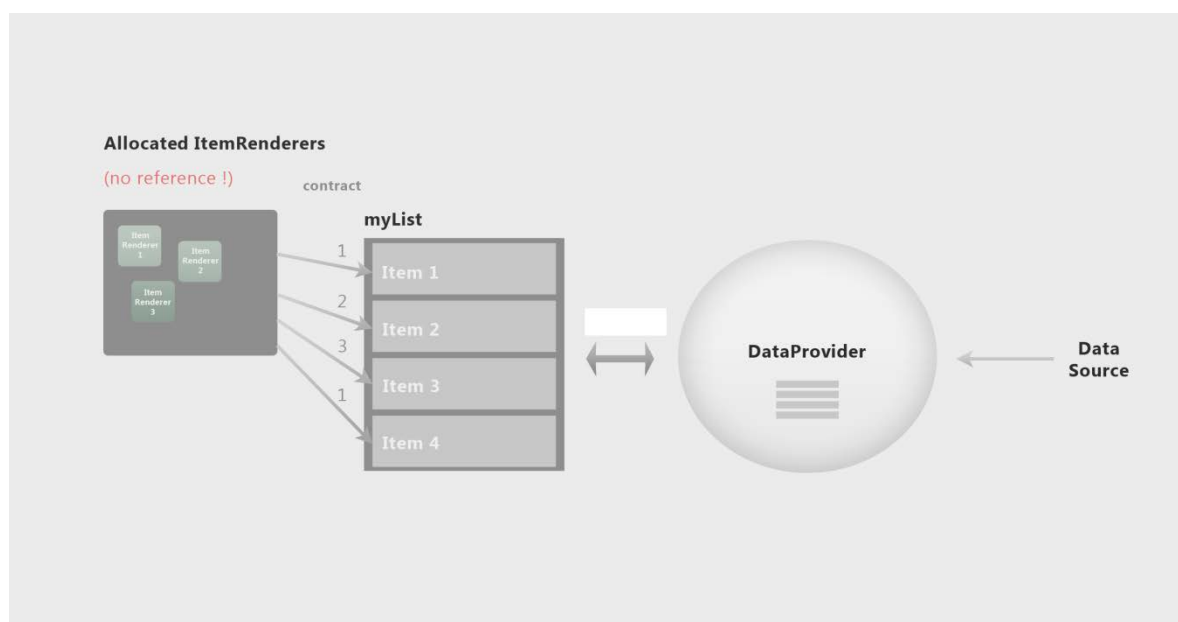 Allocated ItemRenderers
(no reference !)
contract
myList
Item
Renderer
1
Item
Renderer
2
Item
Renderer
3
1
2
3
1
Item 1
Item 2
Item 3
Item 4
DataProvider
Data
Source